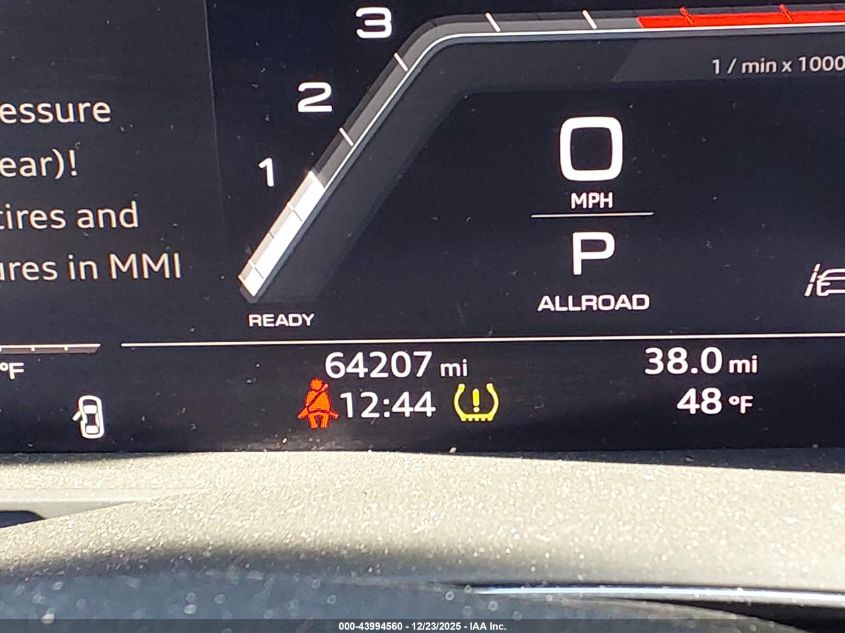 essure
ear)!
tires and
ures in MMI
°F
3
2
1
1 / min x 1000
0
MPH
P
ALLROAD
READY
64207 mi
38.0 mi
12:44
48 °F
000-43994560 - 12/23/2025 - IAA Inc.